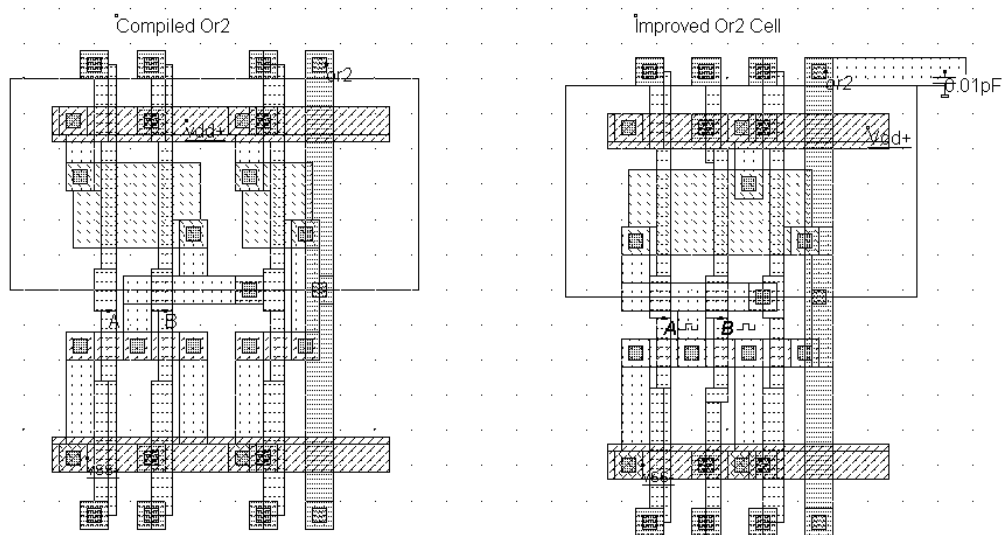 Compiled Or2
Improved Or2 Cell
or2
or2
0.01pF
Vdd+
Vdd+
A
B
A
B
vss-
vss-